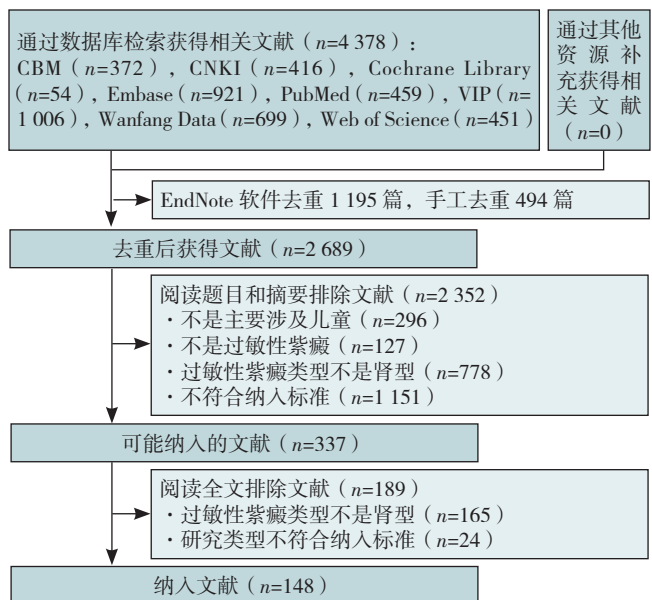 通过数据库检索获得相关文献（n=4 378）：
CBM（n=372），CNKI（n=416），Cochrane Library
（n=54），Embase（n=921），PubMed（n=459），VIP（n=
1 006），Wanfang Data（n=699），Web of Science（n=451）
通过其他
资源补
充获得相
关文献
（n=0）
EndNote 软件去重 1 195 篇，手工去重 494 篇
去重后获得文献（n=2 689）
阅读题目和摘要排除文献（n=2 352）
·不是主要涉及儿童（n=296）
·不是过敏性紫癜（n=127）
·过敏性紫癜类型不是肾型（n=778）
·不符合纳入标准（n=1 151）
可能纳入的文献（n=337）
阅读全文排除文献（n=189）
·过敏性紫癜类型不是肾型（n=165）
·研究类型不符合纳入标准（n=24）
纳入文献（n=148）